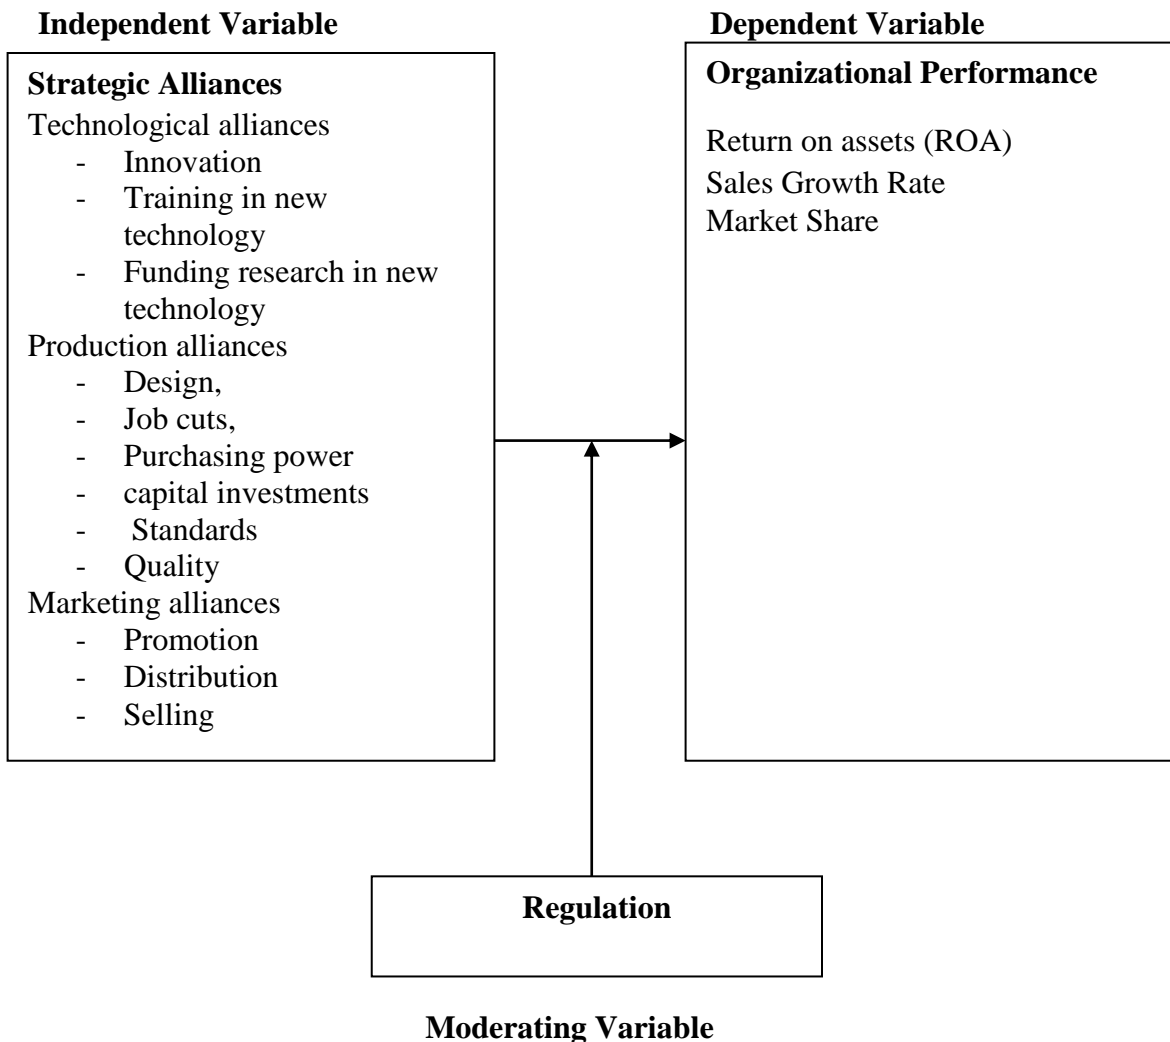 Independent Variable
Strategic Alliances
Technological alliances
- Innovation
- Training in new
technology
- Funding research in new
technology
Production alliances
- Design,
- Job cuts,
- Purchasing power
- capital investments
- Standards
- Quality
Marketing alliances
- Promotion
- Distribution
- Selling
Dependent Variable
Organizational Performance
Return on assets (ROA)
Sales Growth Rate
Market Share
Regulation
Moderating Variable